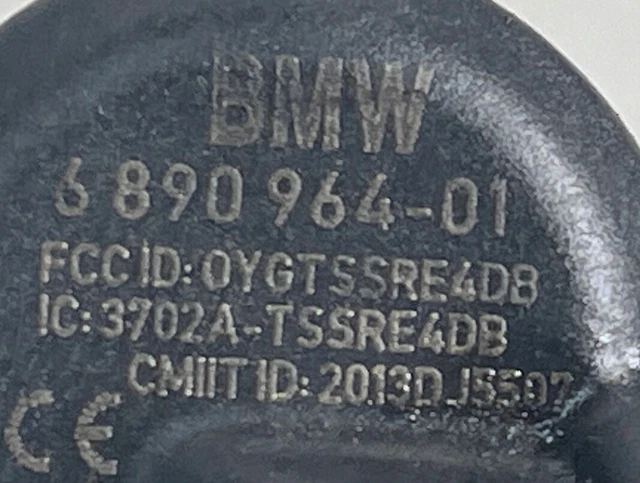 BMW
6 890 964-01
FCC ID: OYGTSSRE4DB
IC: 3702A-TSSRE4DB
CMIIT ID: 2013DJ5507
CE